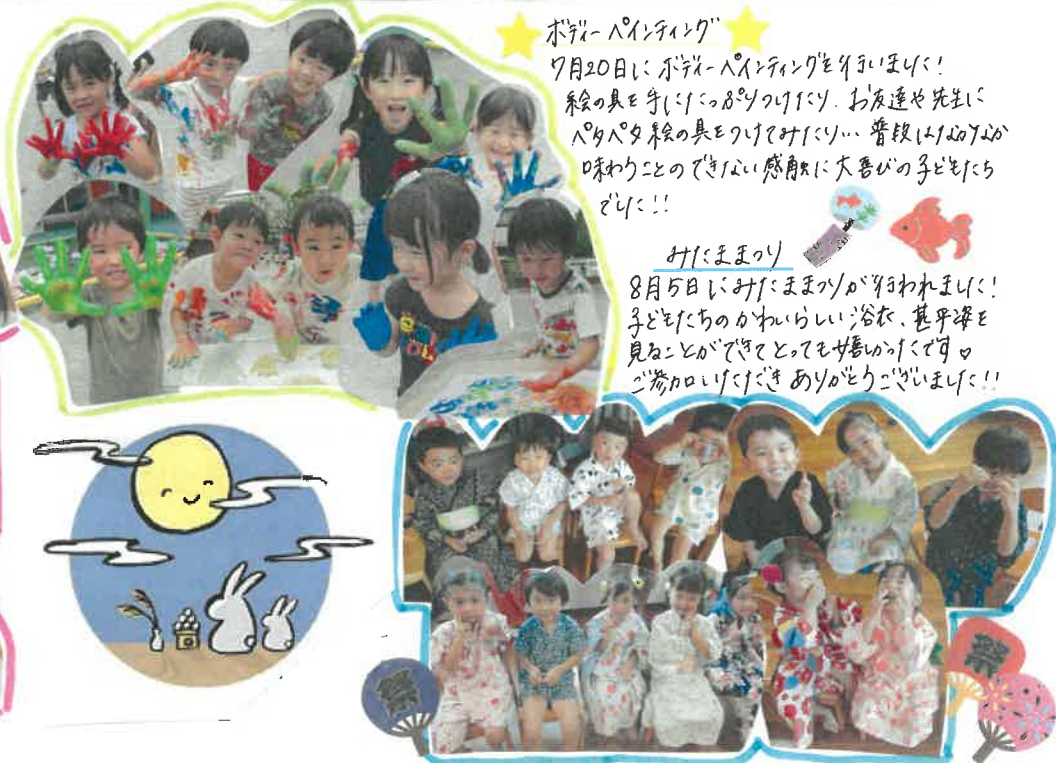 ボディーペインティング
7月20日にボディーペインティングを行いました!
絵の具を手にたっぷりつけたり、お友達や先生に
ペタペタ絵の具をつけてみたり… 普段はなかなか
味わうことのできない感触に大喜びの子どもたち
でした!!
みたままつり
8月5日にみたままつりが行われました!
子どもたちのかわいらしい浴衣、甚平姿を
見ることができてとっても嬉しかったです♡
ご参加いただきありがとうございました!!
祭
祭